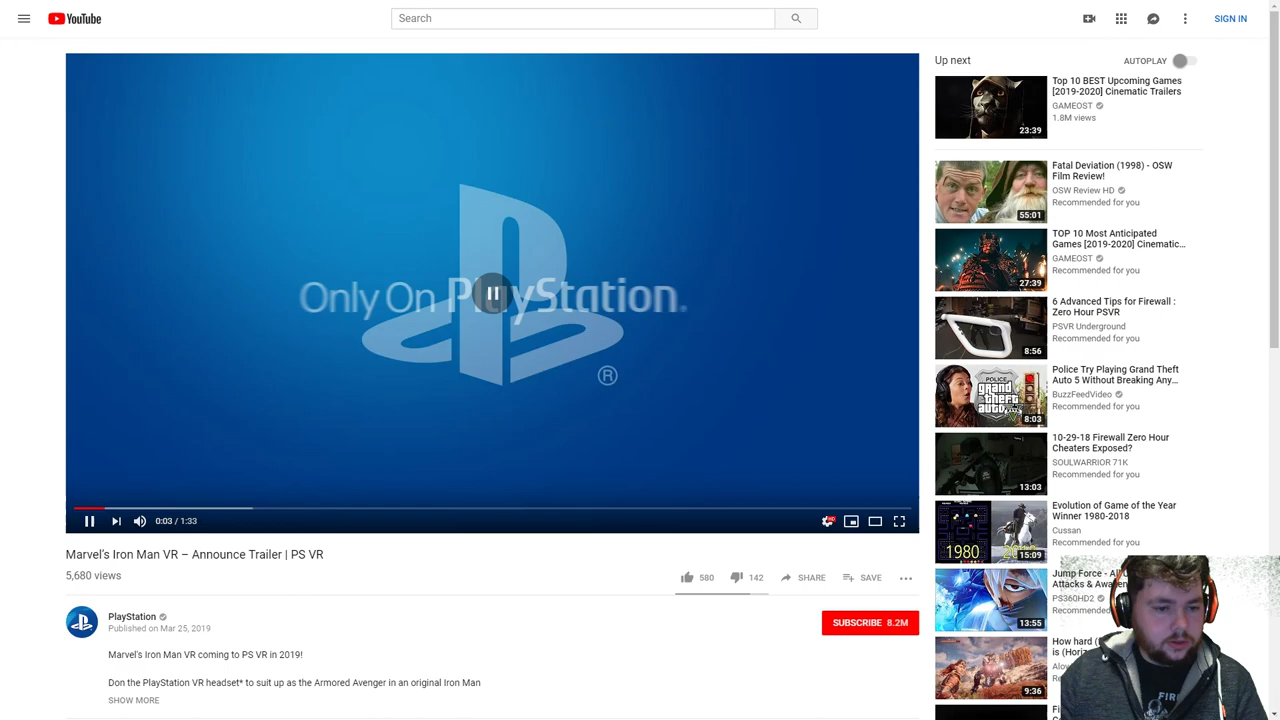 YouTube
Search
SIGN IN
Only On PlayStation®
®
0:03 / 1:33
HD
Marvel's Iron Man VR – Announce Trailer | PS VR
5,680 views
580
142
SHARE
SAVE
PlayStation
Published on Mar 25, 2019
SUBSCRIBE 8.2M
Marvel's Iron Man VR coming to PS VR in 2019!
Don the PlayStation VR headset* to suit up as the Armored Avenger in an original Iron Man
SHOW MORE
Up next
AUTOPLAY
23:39
Top 10 BEST Upcoming Games
[2019-2020] Cinematic Trailers
GAMEOST
1.8M views
55:01
Fatal Deviation (1998) - OSW
Film Review!
OSW Review HD
Recommended for you
27:39
TOP 10 Most Anticipated
Games [2019-2020] Cinematic...
GAMEOST
Recommended for you
8:56
6 Advanced Tips for Firewall :
Zero Hour PSVR
PSVR Underground
Recommended for you
POLICE
grand
theft
auto
8:03
Police Try Playing Grand Theft
Auto 5 Without Breaking Any...
BuzzFeedVideo
Recommended for you
13:03
10-29-18 Firewall Zero Hour
Cheaters Exposed?
SOULWARRIOR 71K
Recommended for you
1980
15:09
Evolution of Game of the Year
Winner 1980-2018
Cussan
Recommended for you
13:55
Jump Force - All
Attacks &
PS360HD2
Recommended
9:36
How hard
is